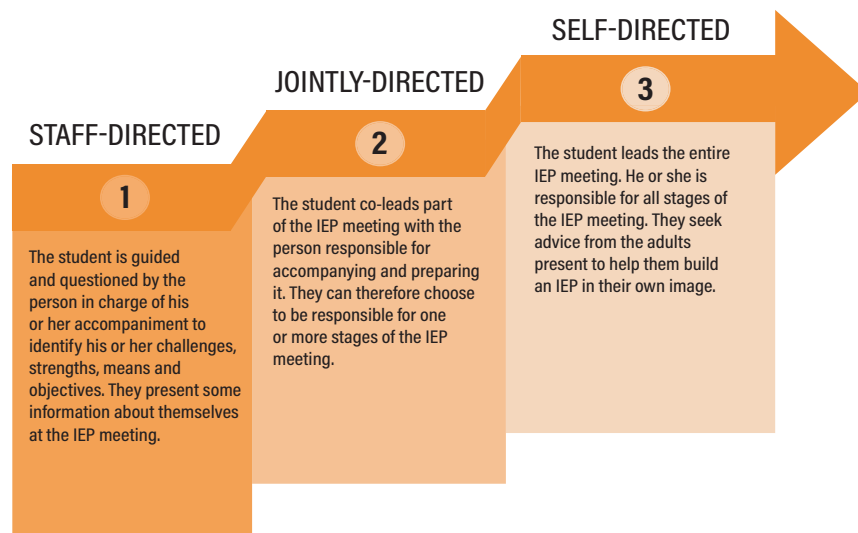 STAFF-DIRECTED
1
The student is guided
and questioned by the
person in charge of his
or her accompaniment to
identify his or her challenges,
strengths, means and
objectives. They present some
information about themselves
at the IEP meeting.
JOINTLY-DIRECTED
2
The student co-leads part
of the IEP meeting with the
person responsible for
accompanying and preparing
it. They can therefore choose
to be responsible for one
or more stages of the IEP
meeting.
SELF-DIRECTED
3
The student leads the entire
IEP meeting. He or she is
responsible for all stages of
the IEP meeting. They seek
advice from the adults
present to help them build
an IEP in their own image.